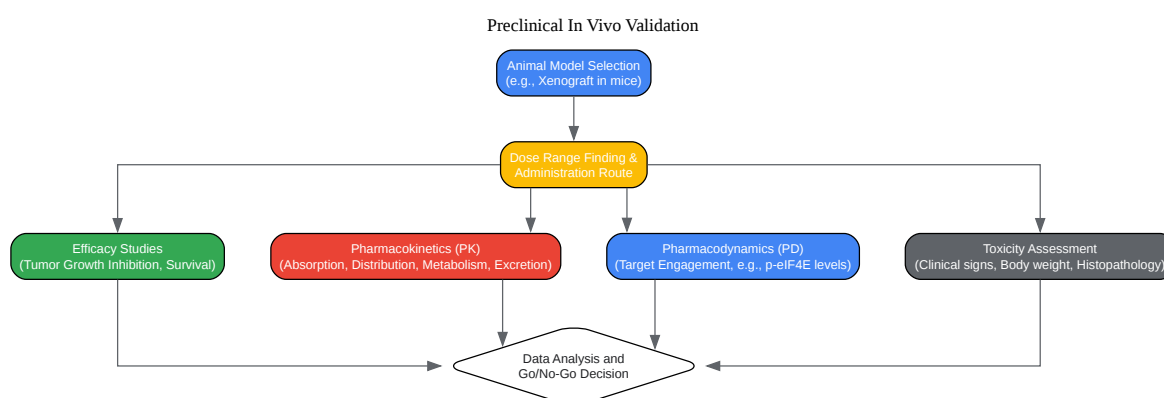 Preclinical In Vivo Validation
Animal Model Selection
(e.g., Xenograft in mice)
Dose Range Finding &
Administration Route
Efficacy Studies
(Tumor Growth Inhibition, Survival)
Pharmacokinetics (PK)
(Absorption, Distribution, Metabolism, Excretion)
Pharmacodynamics (PD)
(Target Engagement, e.g., p-eIF4E levels)
Toxicity Assessment
(Clinical signs, Body weight, Histopathology)
Data Analysis and
Go/No-Go Decision